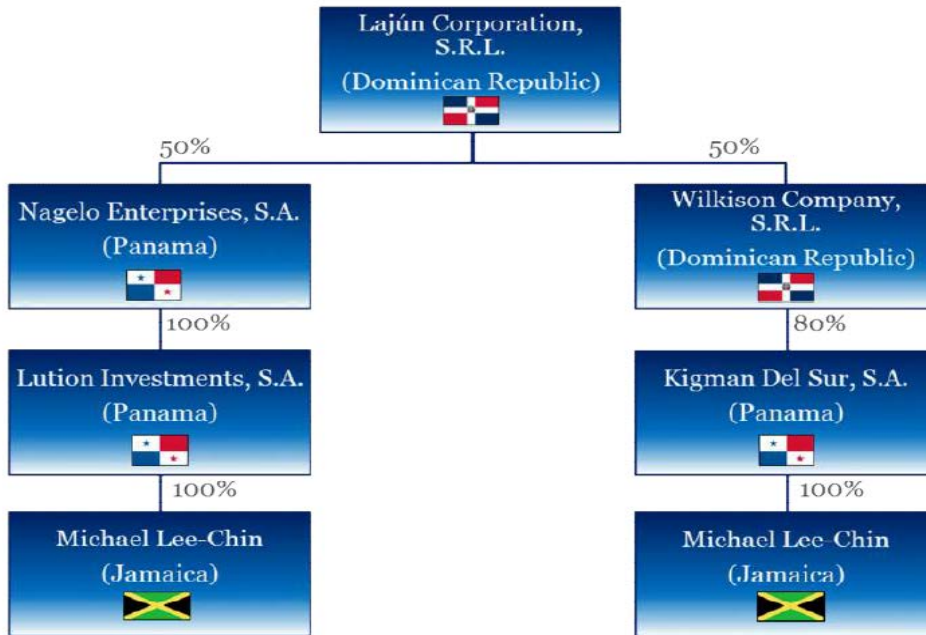 Lajún Corporation,
S.R.L.
(Dominican Republic)
50%
50%
Nagelo Enterprises, S.A.
(Panama)
Wilkison Company,
S.R.L.
(Dominican Republic)
100%
80%
Lution Investments, S.A.
(Panama)
Kigman Del Sur, S.A.
(Panama)
100%
100%
Michael Lee-Chin
(Jamaica)
Michael Lee-Chin
(Jamaica)